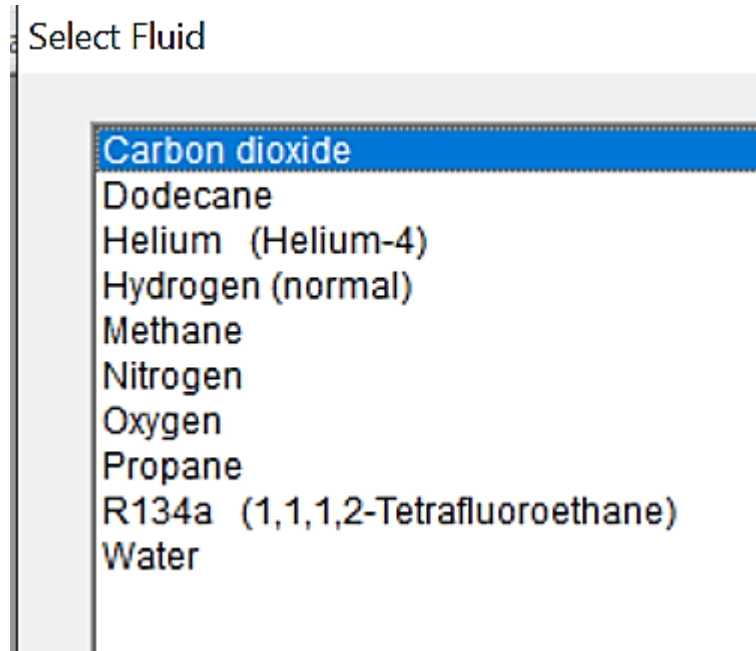 Select Fluid
Carbon dioxide
Dodecane
Helium (Helium-4)
Hydrogen (normal)
Methane
Nitrogen
Oxygen
Propane
R134a (1,1,1,2-Tetrafluoroethane)
Water